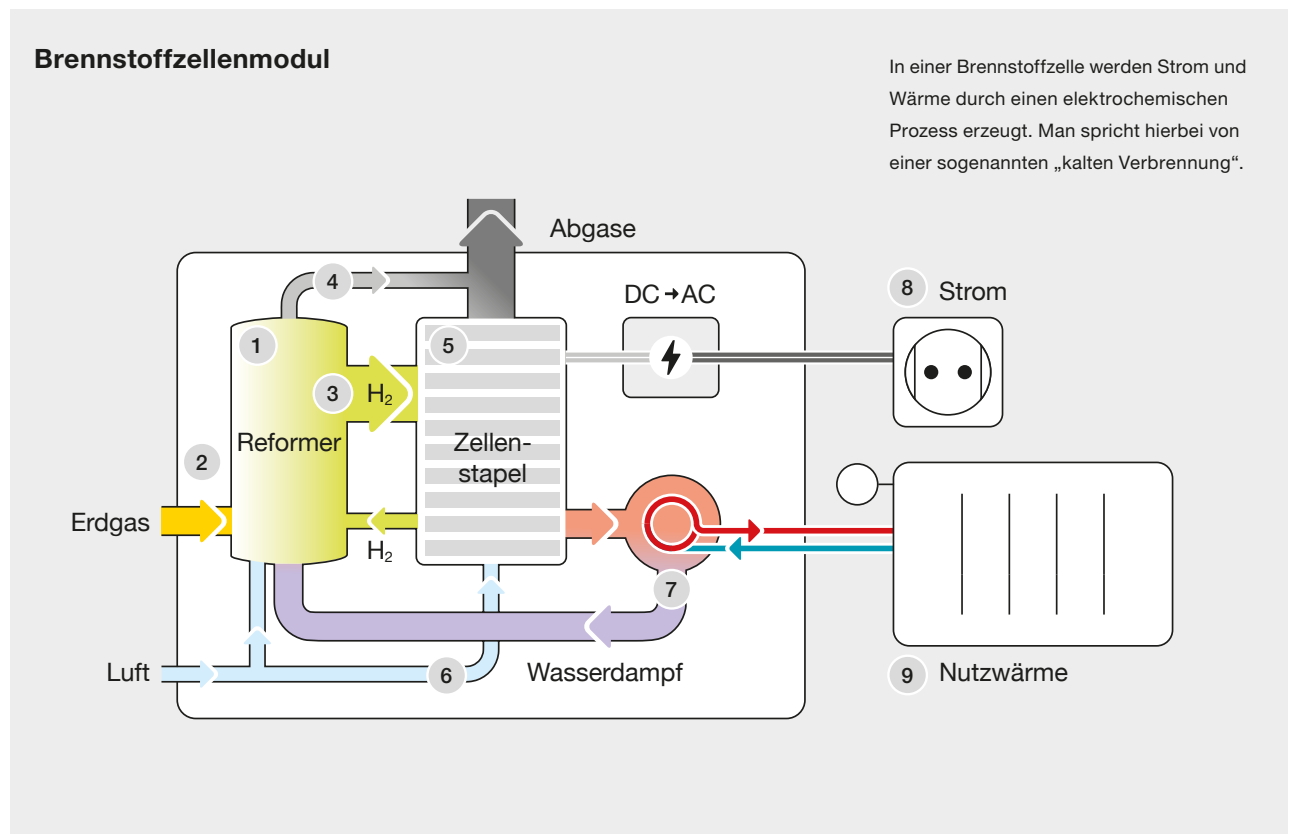 Brennstoffzellenmodul
In einer Brennstoffzelle werden Strom und
Wärme durch einen elektrochemischen
Prozess erzeugt. Man spricht hierbei von
einer sogenannten „kalten Verbrennung“.
Abgase
4
DC→AC
8 Strom
1
5
3 H₂
Reformer
Zellen-
stapel
2
Erdgas
H₂
7
Luft
6
Wasserdampf
9 Nutzwärme